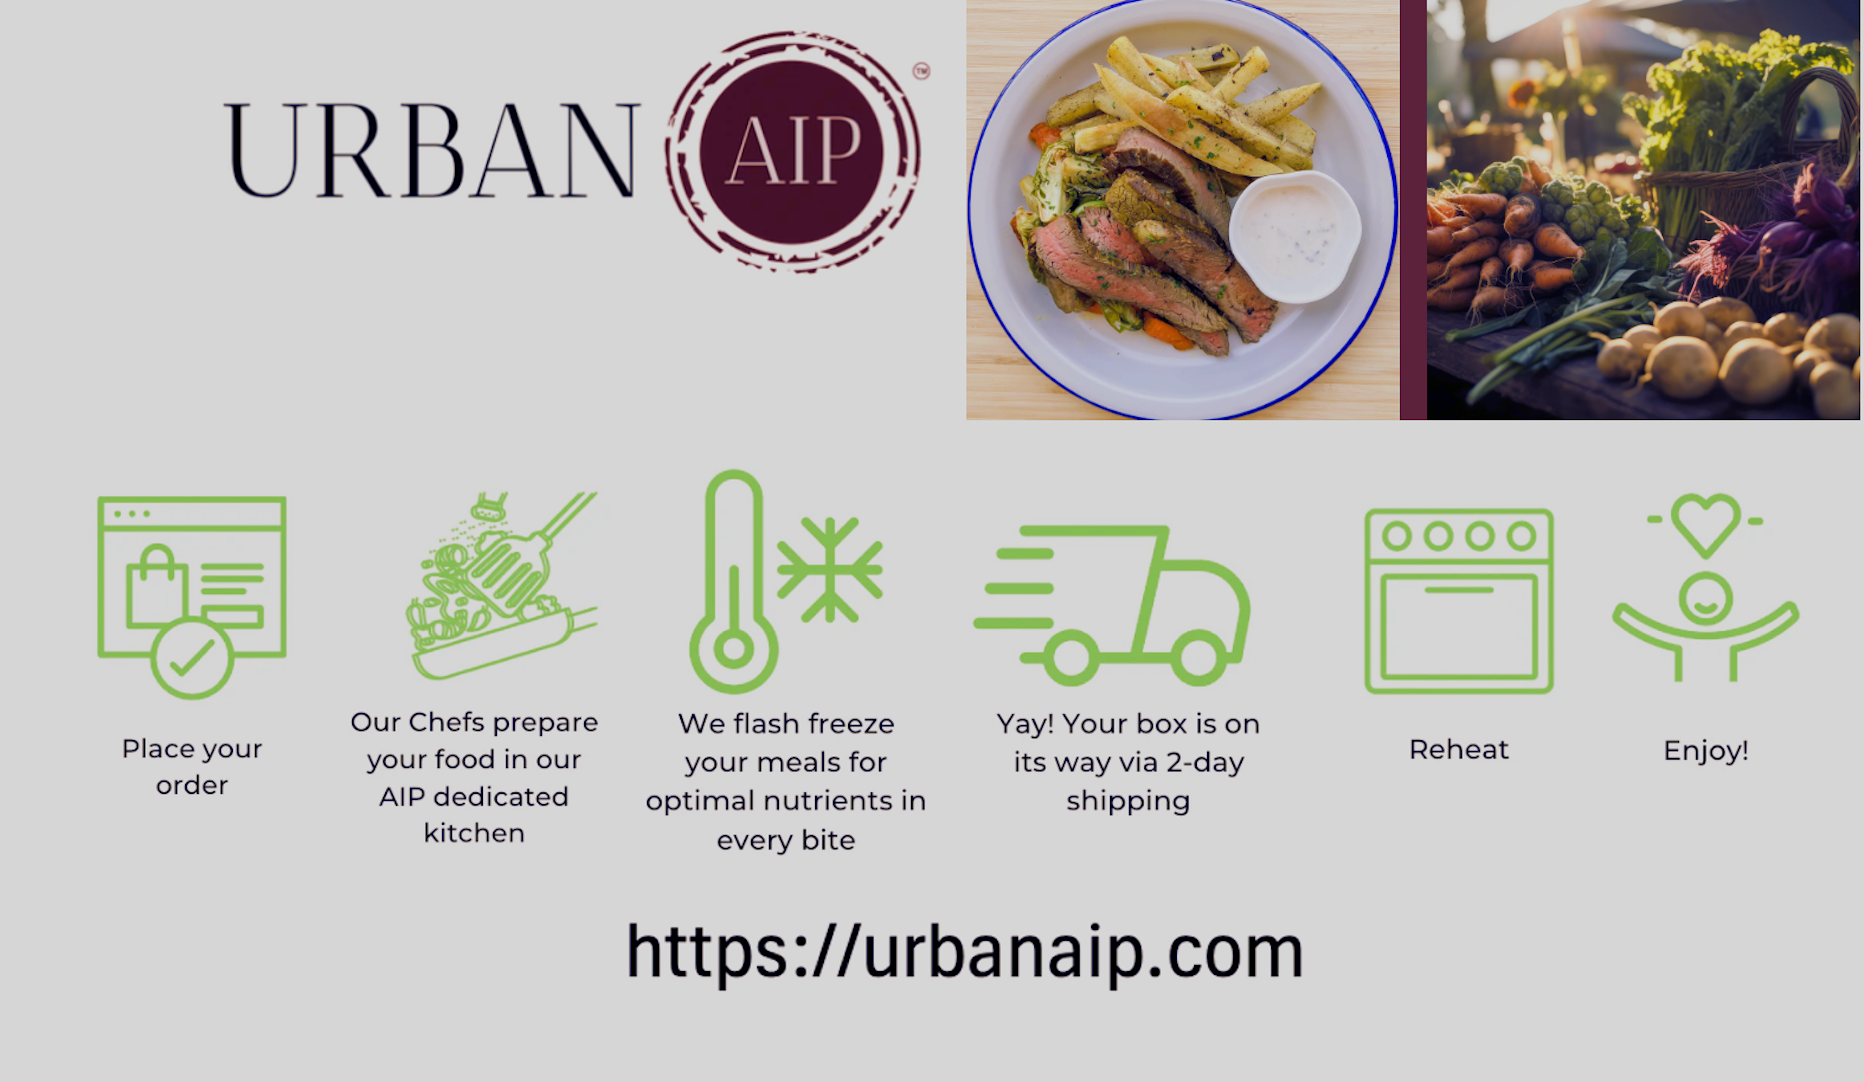 URBAN AIP ™
Place your
order
Our Chefs prepare
your food in our
AIP dedicated
kitchen
We flash freeze
your meals for
optimal nutrients in
every bite
Yay! Your box is on
its way via 2-day
shipping
Reheat
Enjoy!
https://urbanaip.com